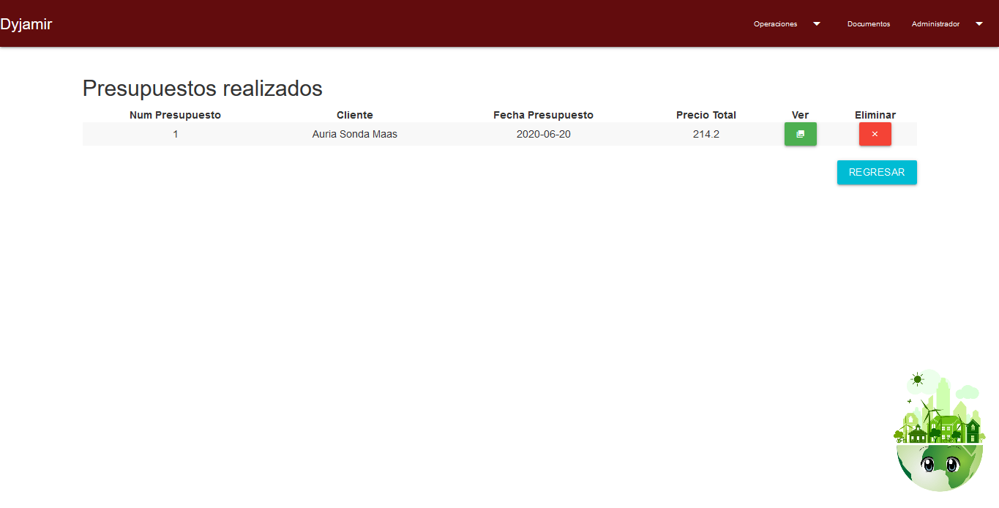 Dyjamir Operaciones Documentos Administrador
Presupuestos realizados
Num Presupuesto Cliente Fecha Presupuesto Precio Total Ver Eliminar
1 Auria Sonda Maas 2020-06-20 214.2
REGRESAR